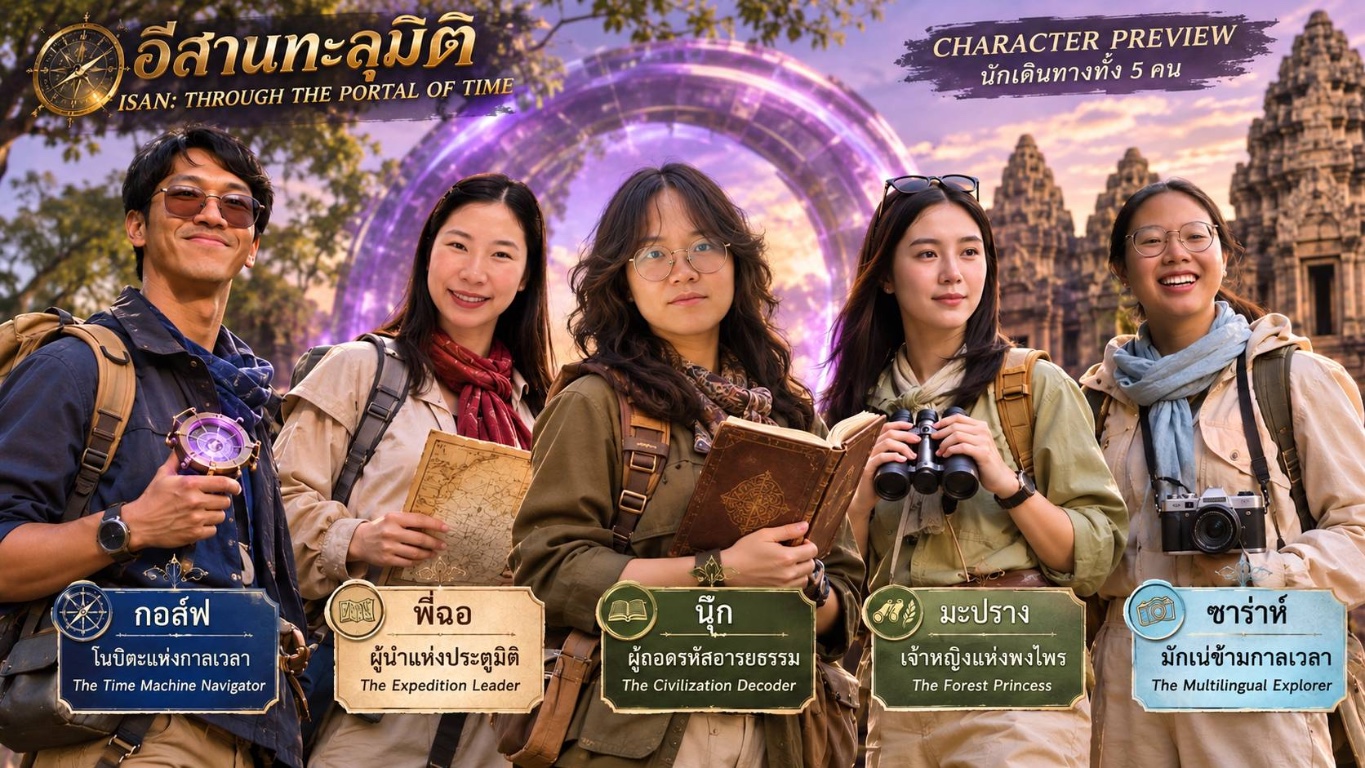 อีสานทะลุมิติ
ISAN: THROUGH THE PORTAL OF TIME
CHARACTER PREVIEW
นักเดินทางทั้ง 5 คน
กอล์ฟ
โนบิตะแห่งกาลเวลา
The Time Machine Navigator
พี่ฉอ
ผู้นำแห่งประตูมิติ
The Expedition Leader
นุ๊ก
ผู้ถอดรหัสอารยธรรม
The Civilization Decoder
มะปราง
เจ้าหญิงแห่งพงไพร
The Forest Princess
ซาร่าห์
มักเน่ข้ามกาลเวลา
The Multilingual Explorer